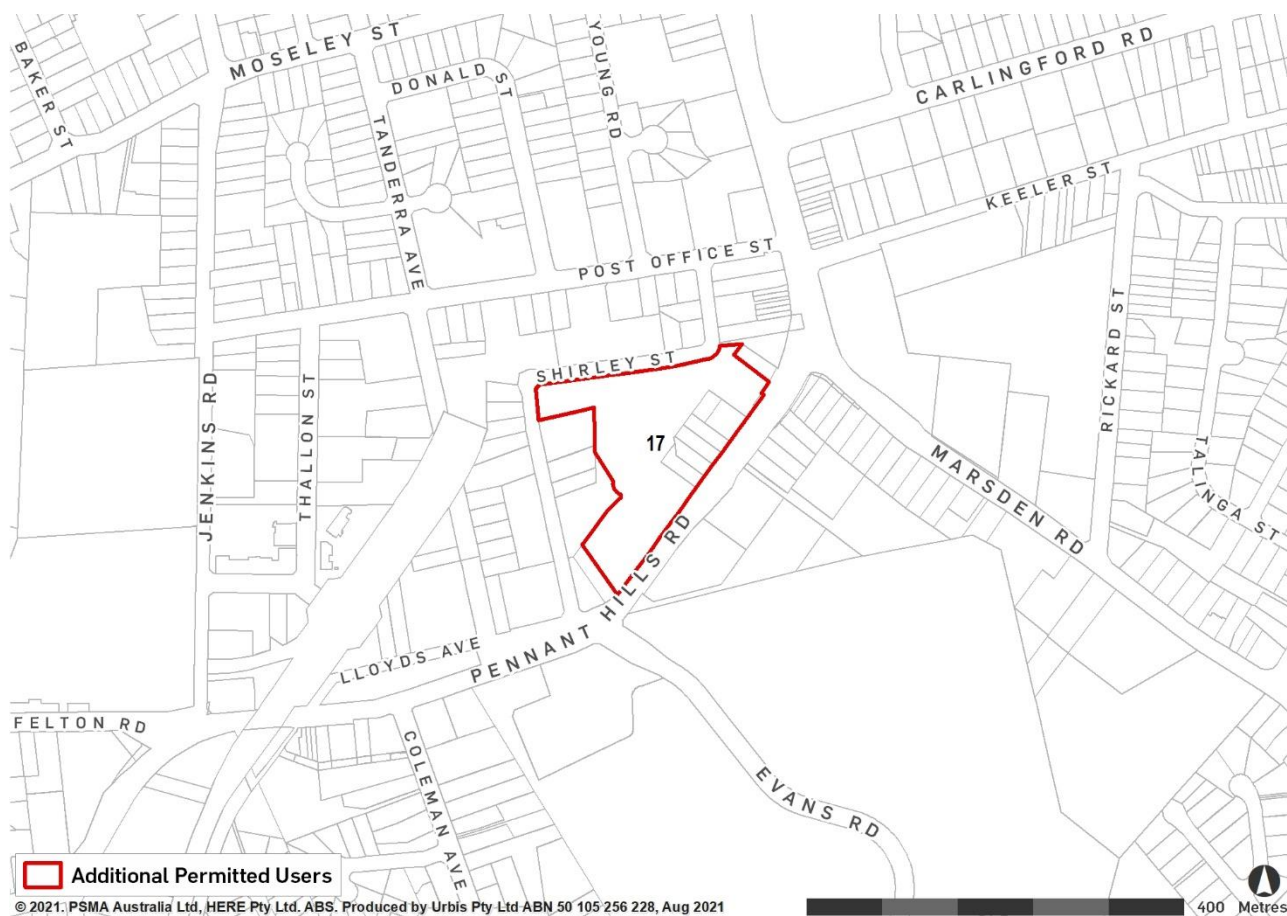 BAKER ST
MOSELEY ST
DONALD ST
YOUNG RD
CARLINGFORD RD
TANDERRA AVE
KEELER ST
POST OFFICE ST
SHIRLEY ST
JENKINS RD
THALLON ST
17
RICKARD ST
TALINGA ST
MARSDEN RD
PENNANT HILLS RD
LLOYDS AVE
FELTON RD
COLEMAN AVE
EVANS RD
Additional Permitted Users
400 Metres
© 2021. PSMA Australia Ltd, HERE Pty Ltd. ABS. Produced by Urbis Pty Ltd ABN 50 105 256 228, Aug 2021